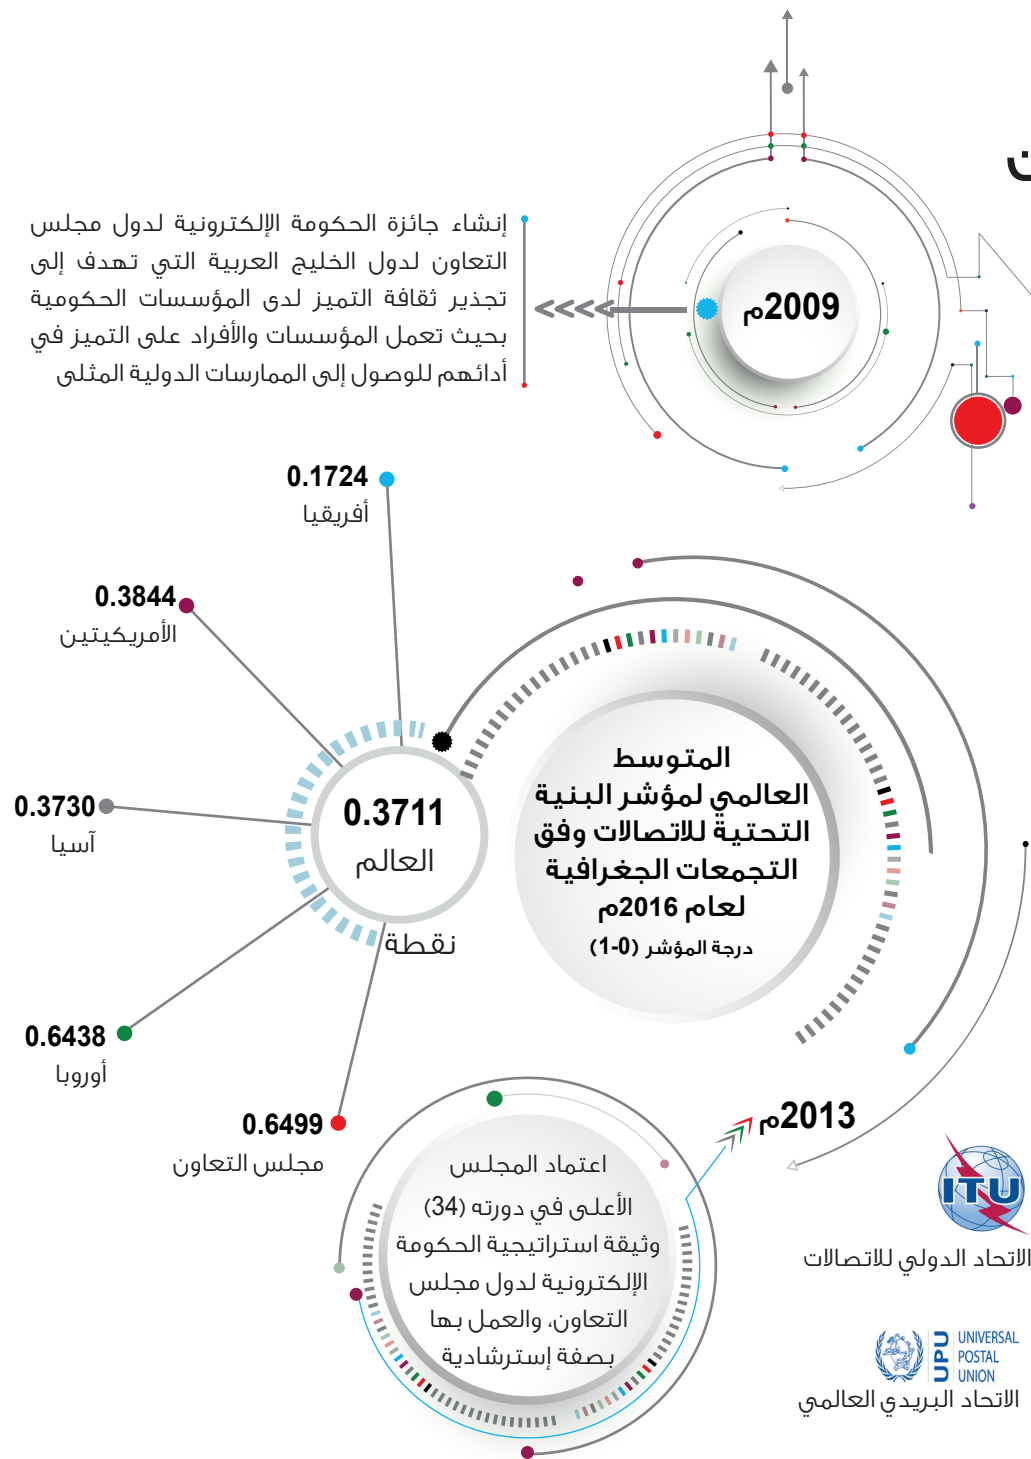 2009م
إنشاء جائزة الحكومة الإلكترونية لدول مجلس
التعاون لدول الخليج العربية التي تهدف إلى
تجذير ثقافة التميز لدى المؤسسات الحكومية
بحيث تعمل المؤسسات والأفراد على التميز في
أدائهم للوصول إلى الممارسات الدولية المثلى
المتوسط
العالمي لمؤشر البنية
التحتية للاتصالات وفق
التجمعات الجغرافية
لعام 2016م
درجة المؤشر (0-1)
0.3711
العالم
نقطة
0.1724
أفريقيا
0.3844
الأمريكيتين
0.3730
آسيا
0.6438
أوروبا
0.6499
مجلس التعاون
2013م
اعتماد المجلس
الأعلى في دورته (34)
وثيقة استراتيجية الحكومة
الإلكترونية لدول مجلس
التعاون، والعمل بها
بصفة إسترشادية
ITU
الاتحاد الدولي للاتصالات
UPU
UNIVERSAL
POSTAL
UNION
الاتحاد البريدي العالمي